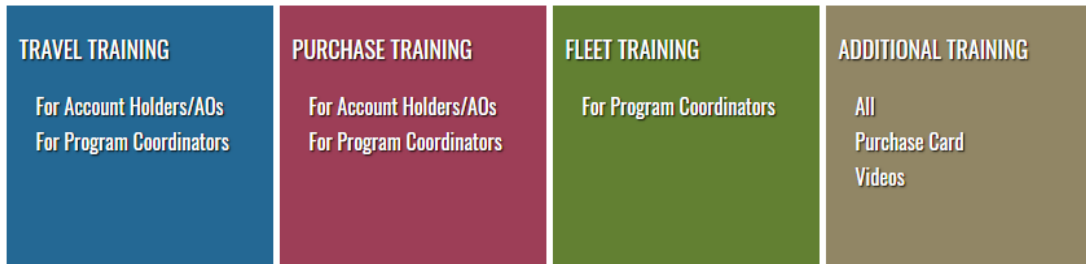 TRAVEL TRAINING
For Account Holders/AOs
For Program Coordinators
PURCHASE TRAINING
For Account Holders/AOs
For Program Coordinators
FLEET TRAINING
For Program Coordinators
ADDITIONAL TRAINING
All
Purchase Card
Videos